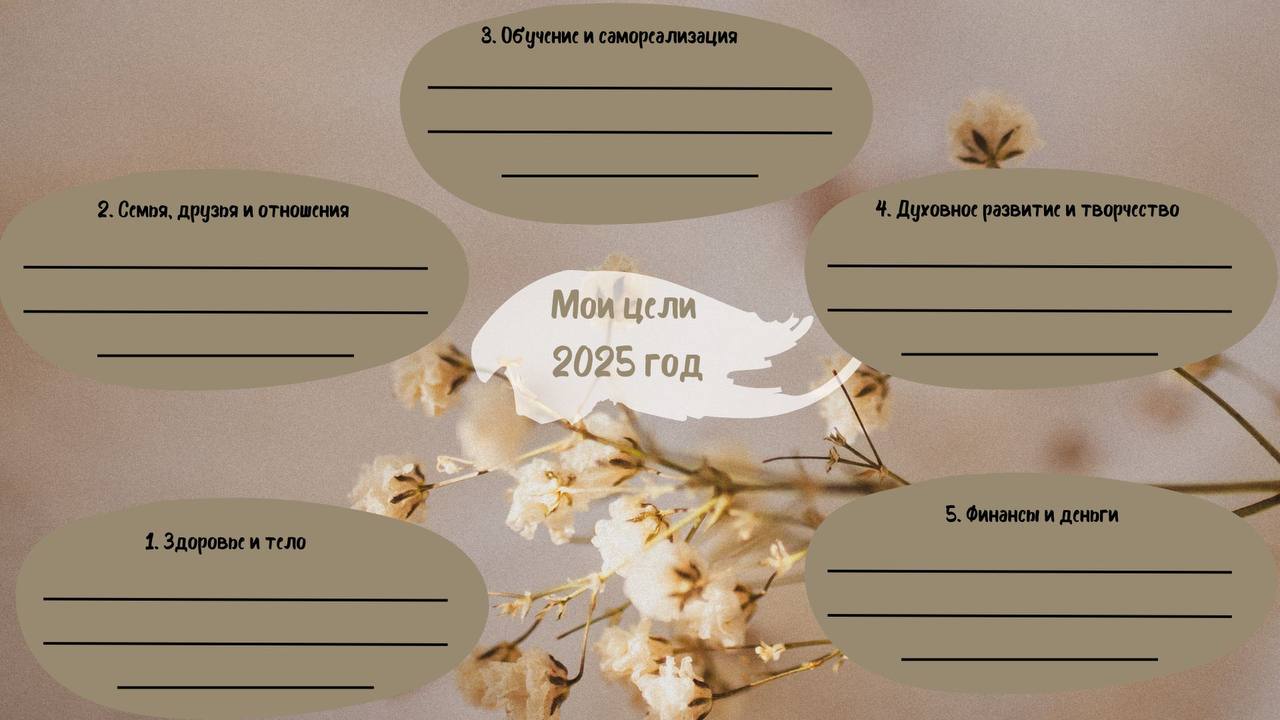 3. Обучение и самореализация
2. Семья, друзья и отношения
4. Духовное развитие и творчество
Мои цели
2025 год
1. Здоровье и тело
5. Финансы и деньги